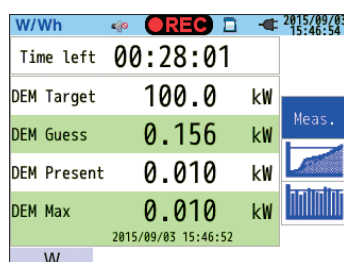 W/Wh REC 2015/09/03
15:46:54
Time left 00:28:01
DEM Target 100.0 kW
DEM Guess 0.156 kW
Meas.
DEM Present 0.010 kW
DEM Max 0.010 kW
2015/09/03 15:46:52
W